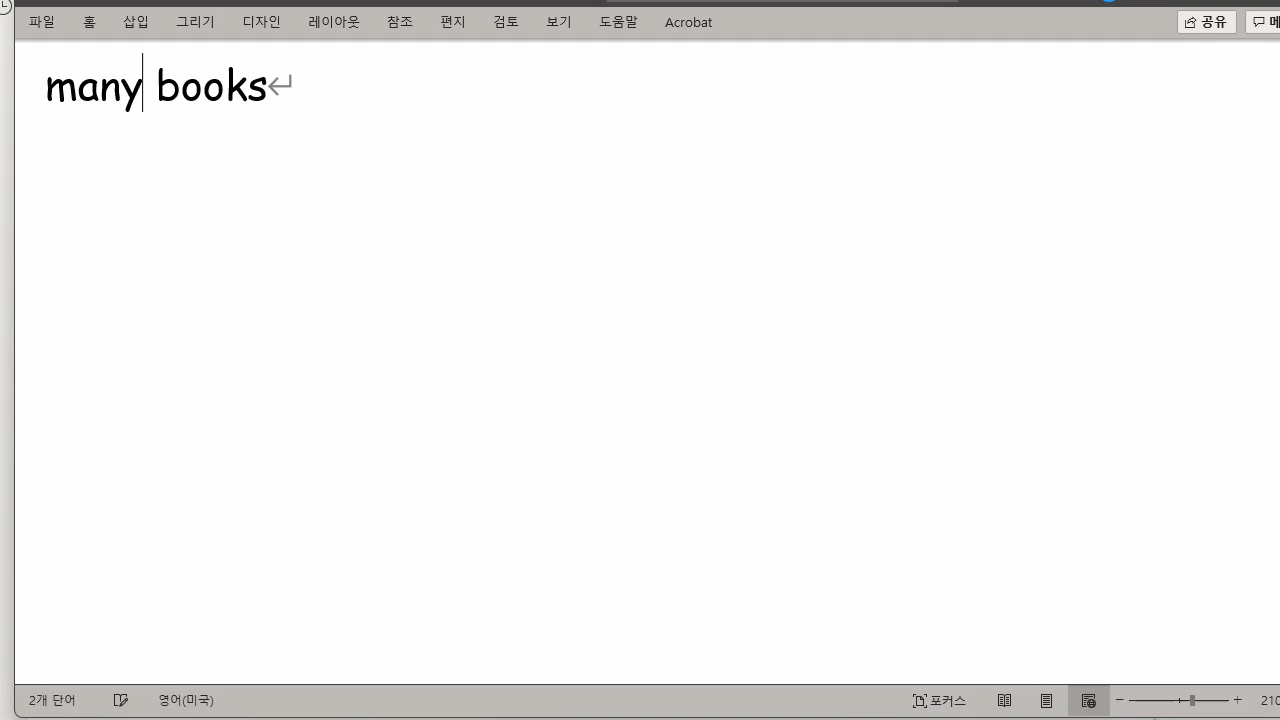 파일 홈 삽입 그리기 디자인 레이아웃 참조 편지 검토 보기 도움말 Acrobat 공유
many books
2개 단어 영어(미국) 포커스